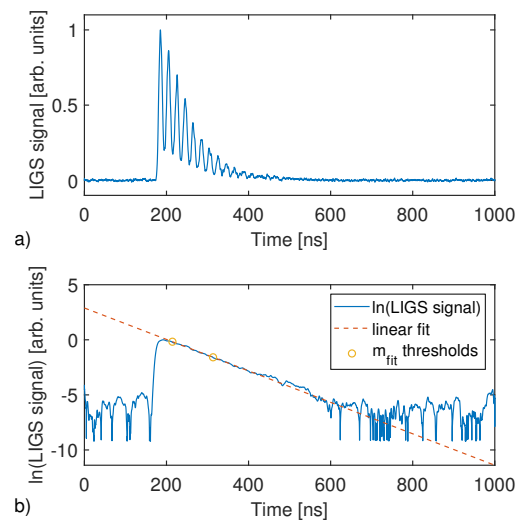 LIGS signal [arb. units]
1
0.5
0
0 200 400 600 800 1000
Time [ns]
a)
ln(LIGS signal) [arb. units]
5
0
-5
-10
ln(LIGS signal)
linear fit
m_fit thresholds
0 200 400 600 800 1000
Time [ns]
b)